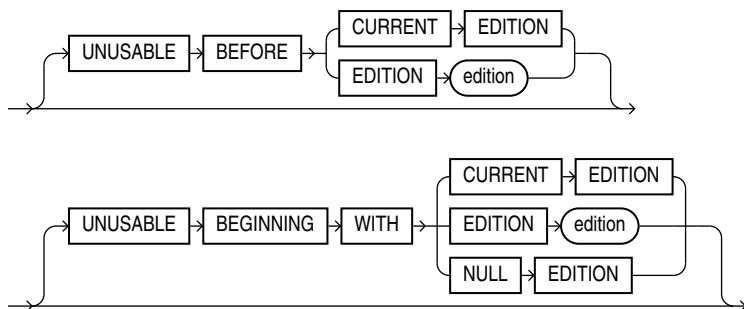 CURRENT EDITION
UNUSABLE BEFORE
EDITION edition
CURRENT EDITION
UNUSABLE BEGINNING WITH EDITION edition
NULL EDITION